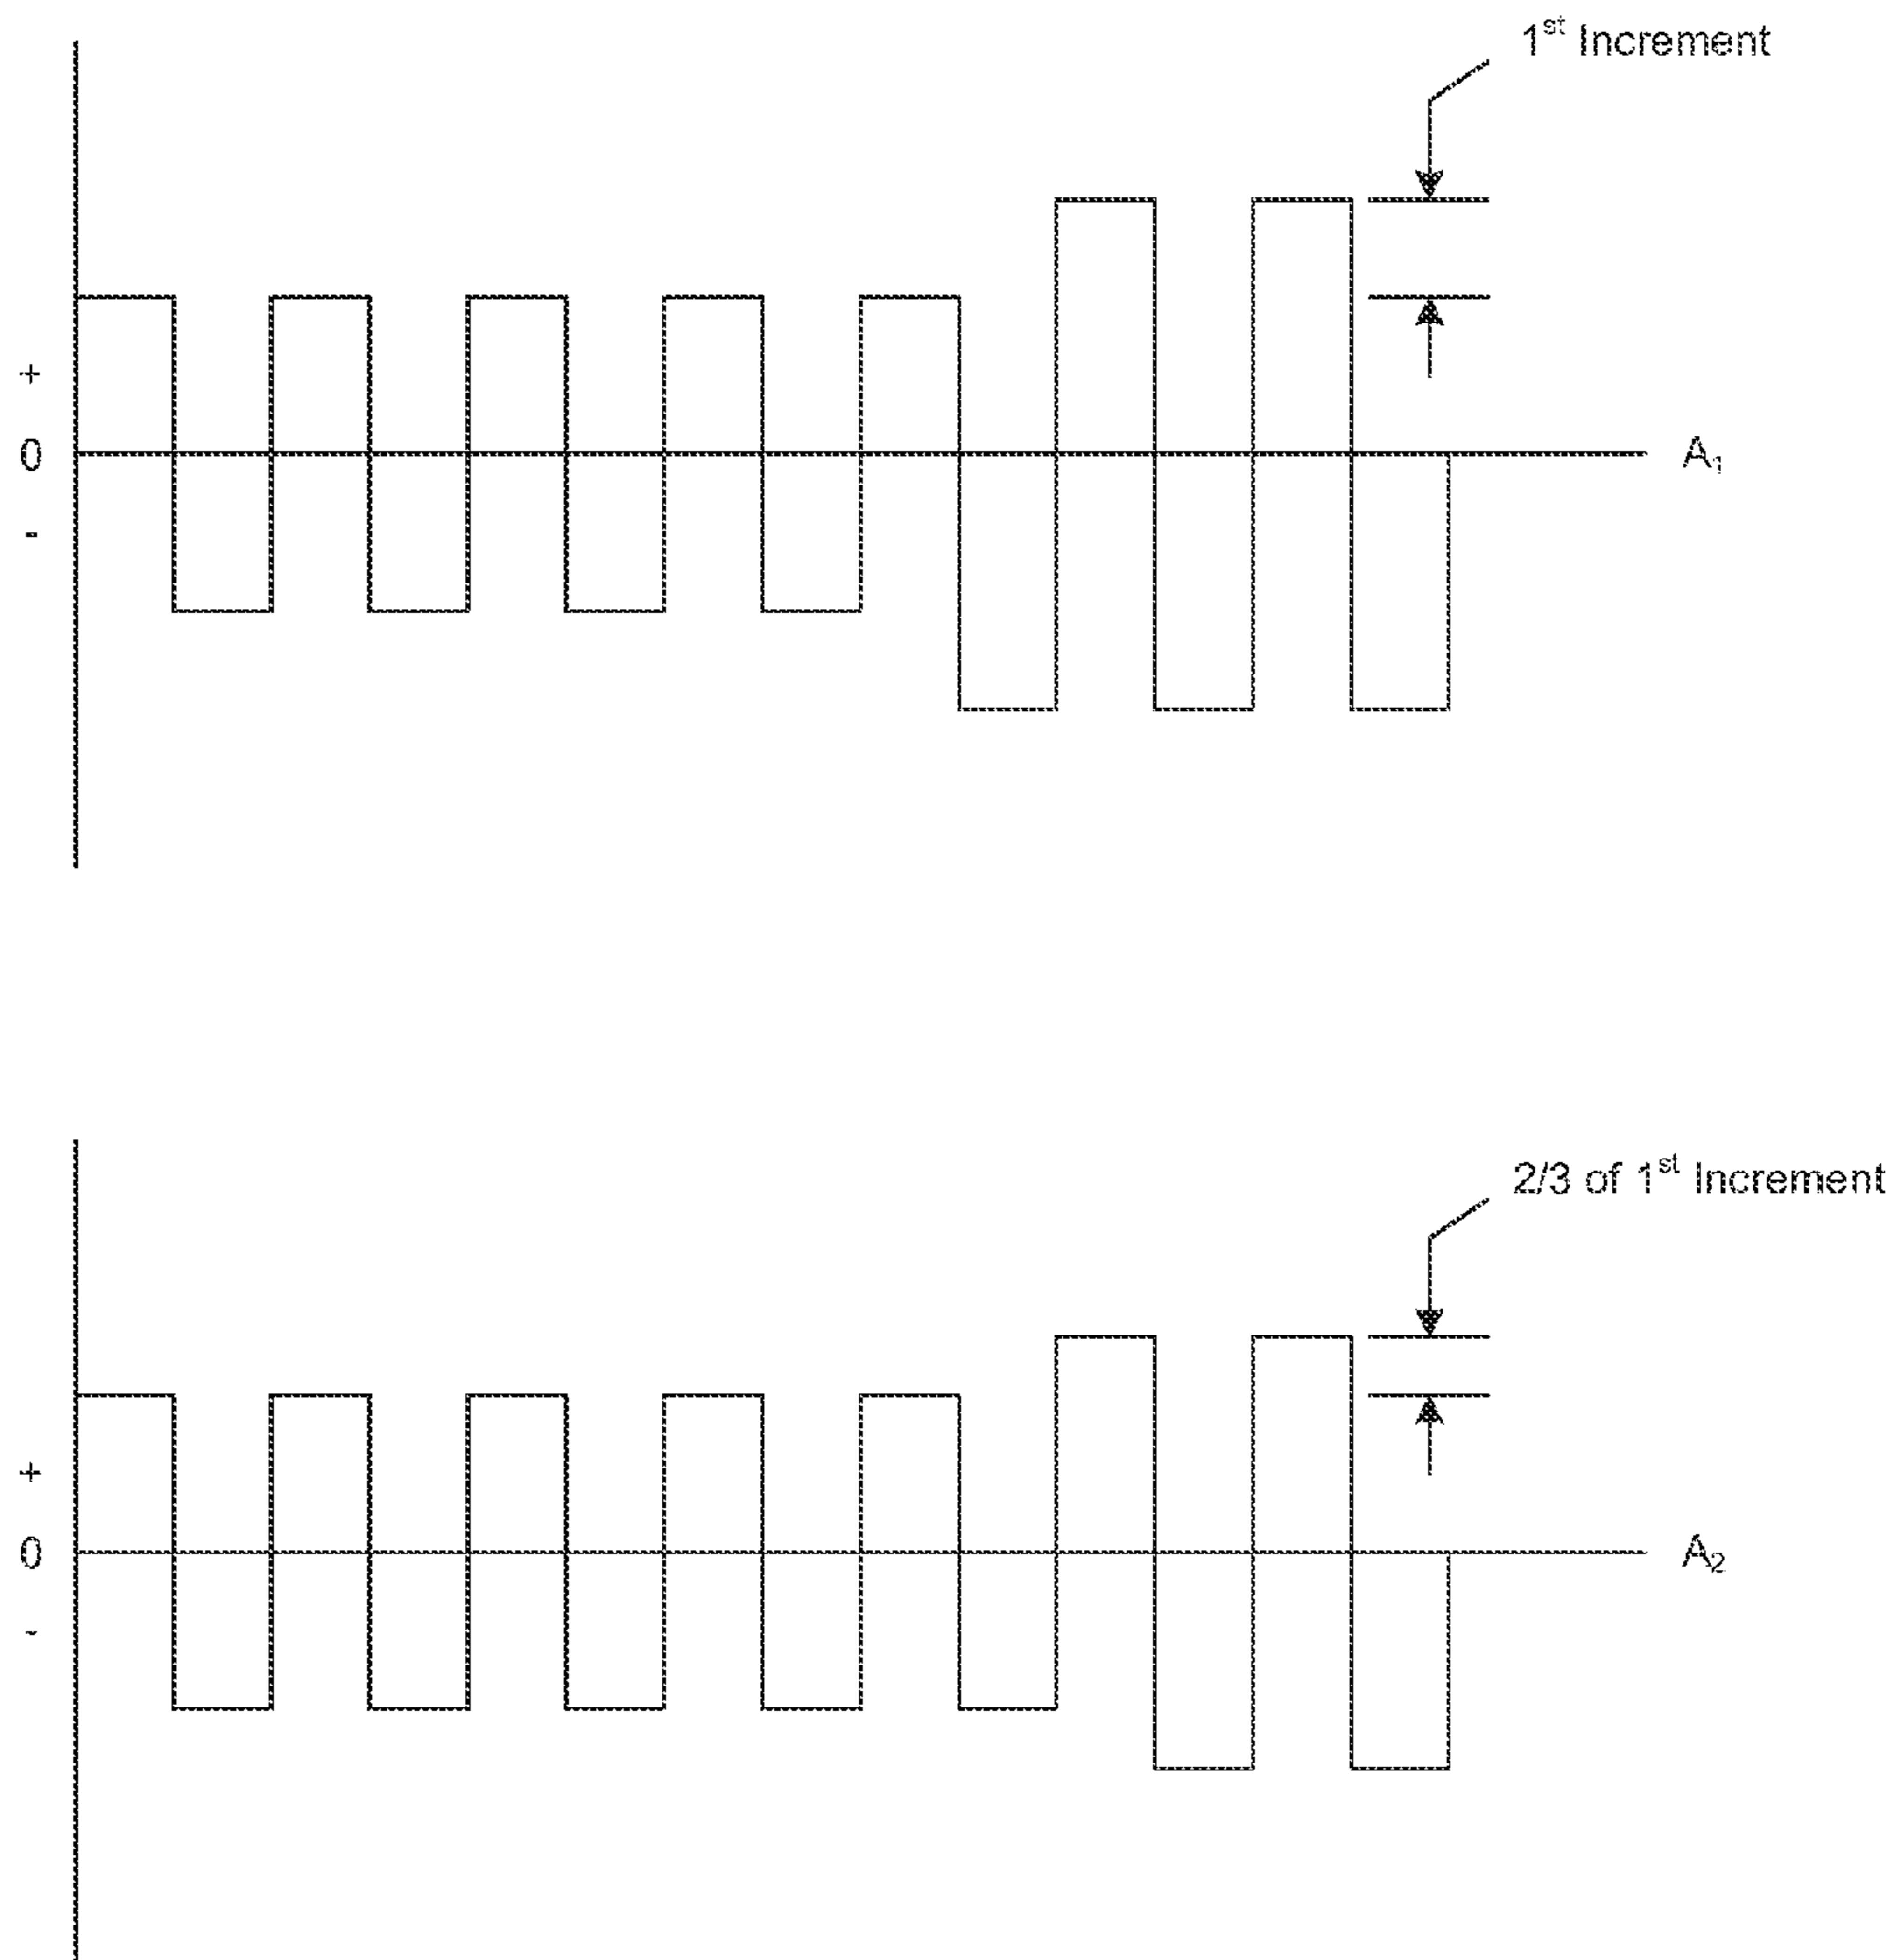 1st Increment
+
0
A1
-
2/3 of 1st Increment
+
0
A2
-